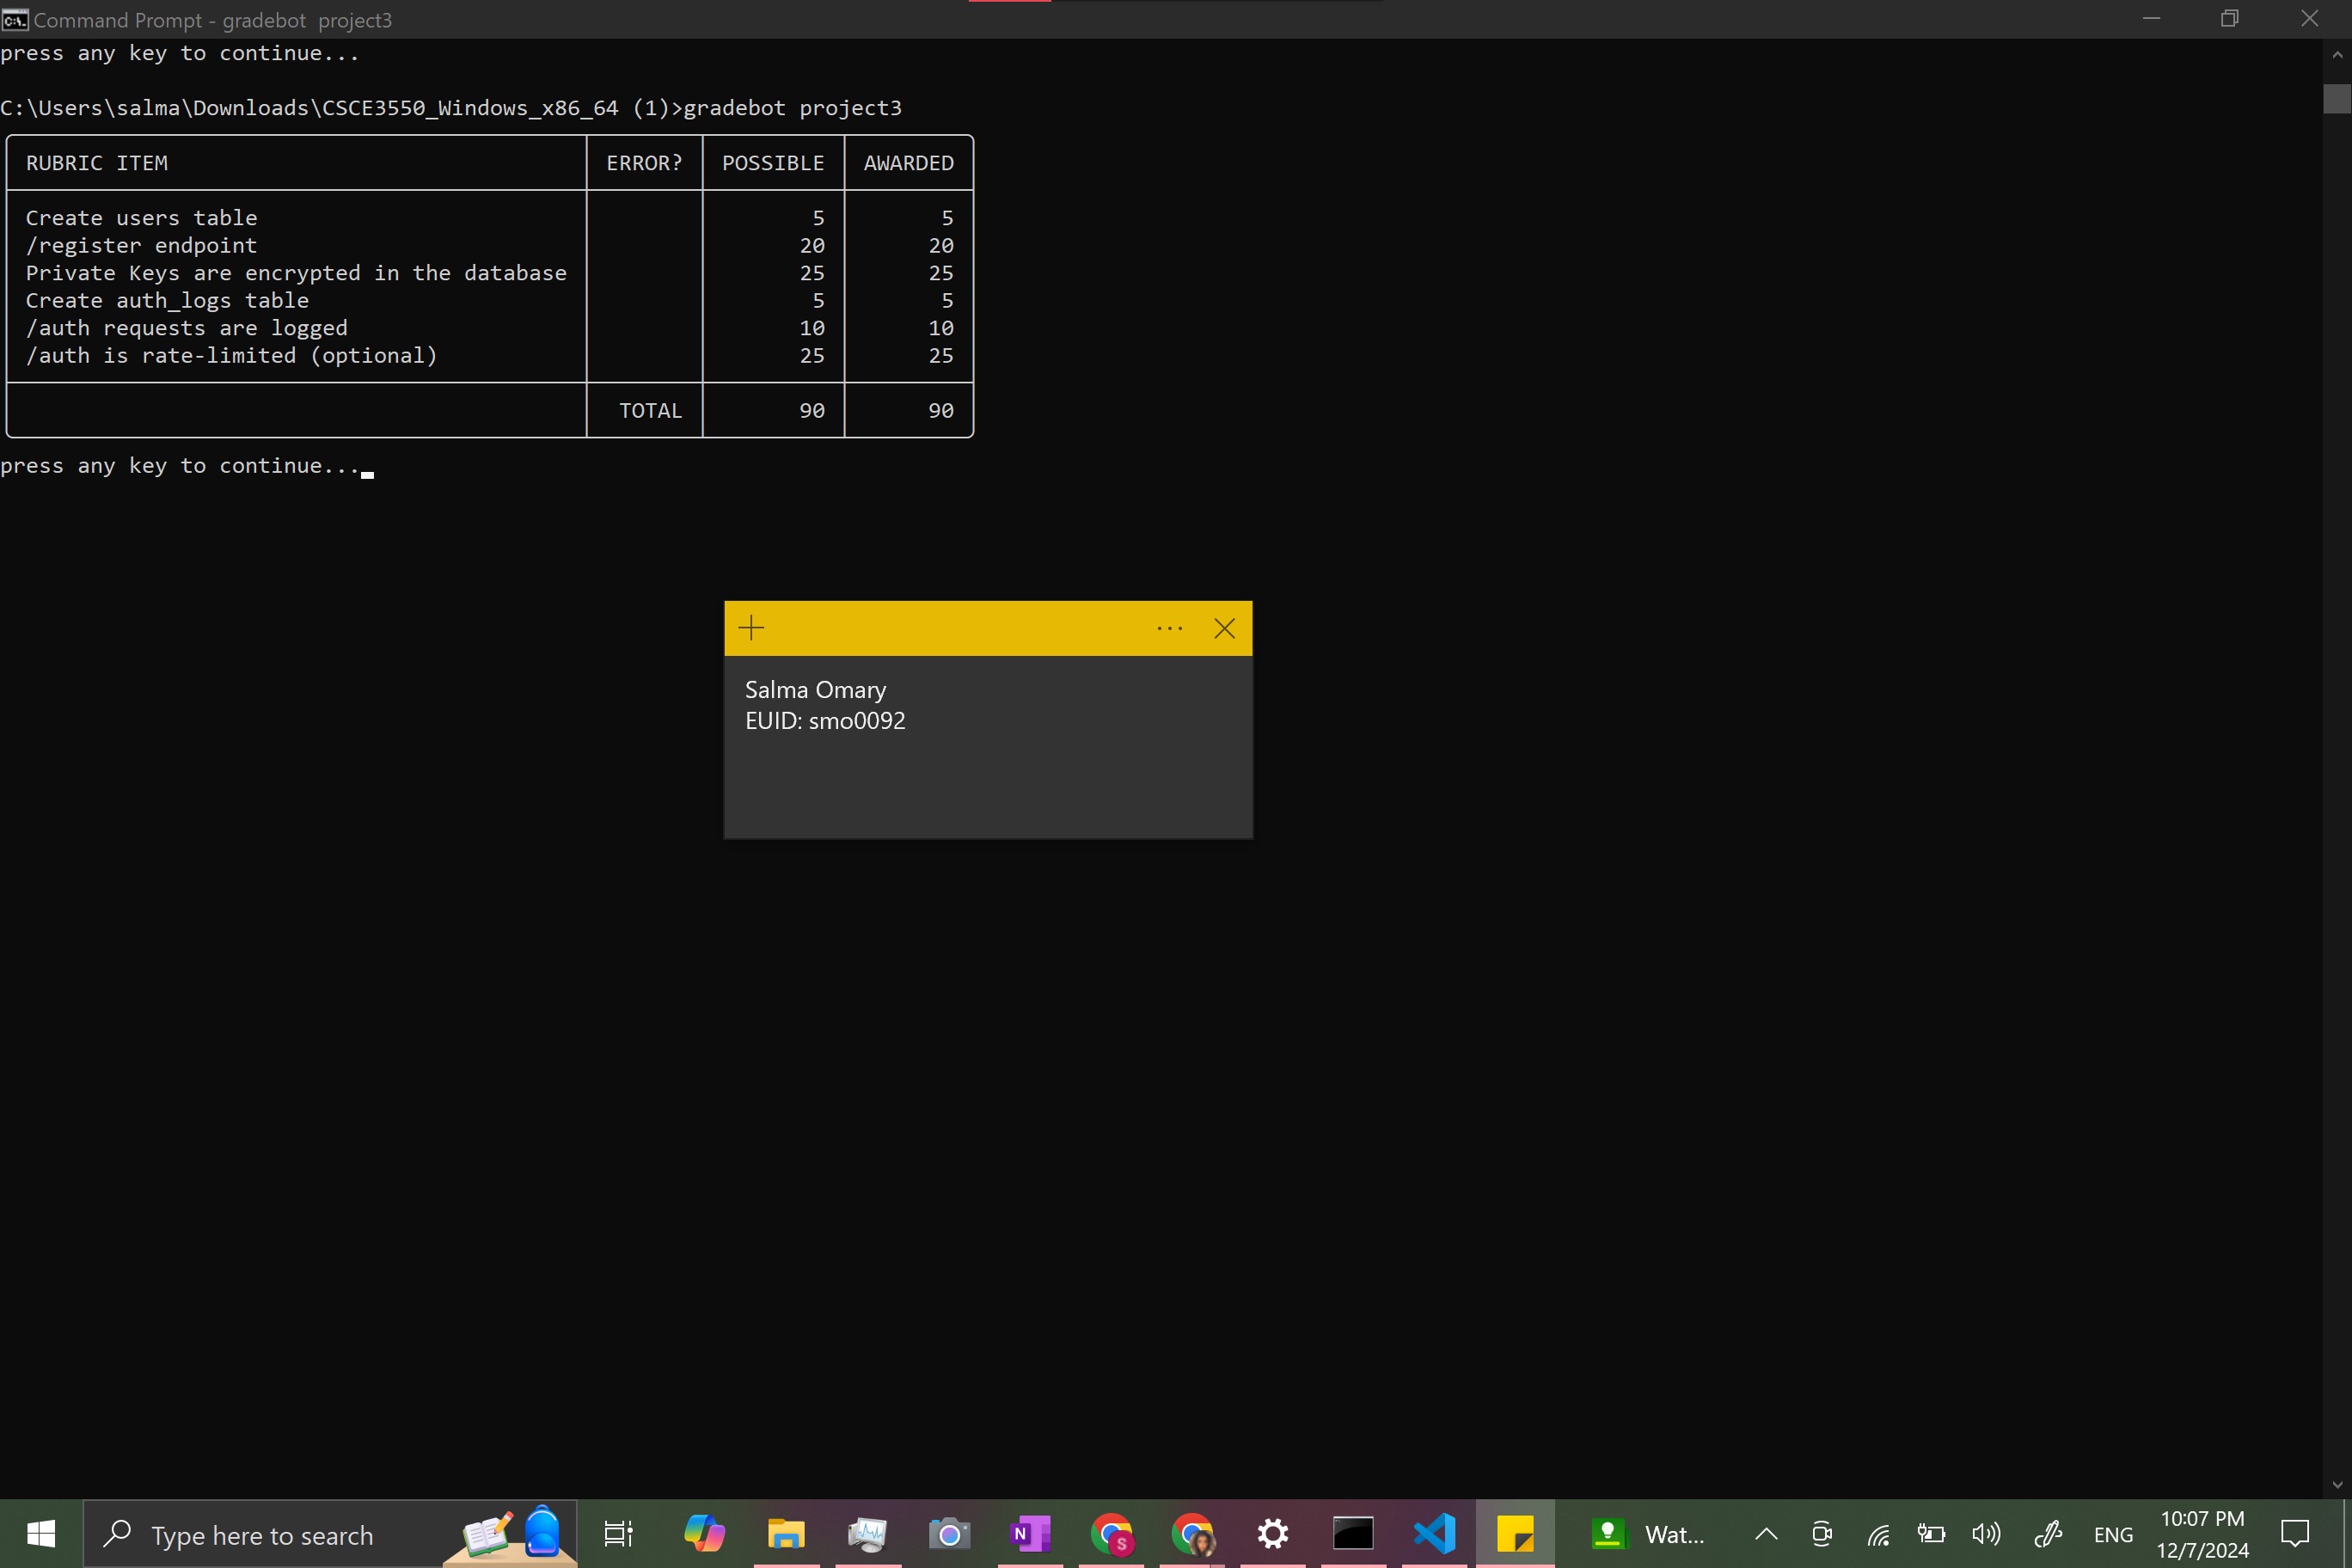 Command Prompt - gradebot  project3
press any key to continue...
C:\Users\salma\Downloads\CSCE3550_Windows_x86_64 (1)>gradebot project3
RUBRIC ITEM ERROR? POSSIBLE AWARDED
Create users table 5 5
/register endpoint 20 20
Private Keys are encrypted in the database 25 25
Create auth_logs table 5 5
/auth requests are logged 10 10
/auth is rate-limited (optional) 25 25
TOTAL 90 90
press any key to continue...
Salma Omary
EUID: smo0092
Type here to search
Wat...
ENG
10:07 PM
12/7/2024